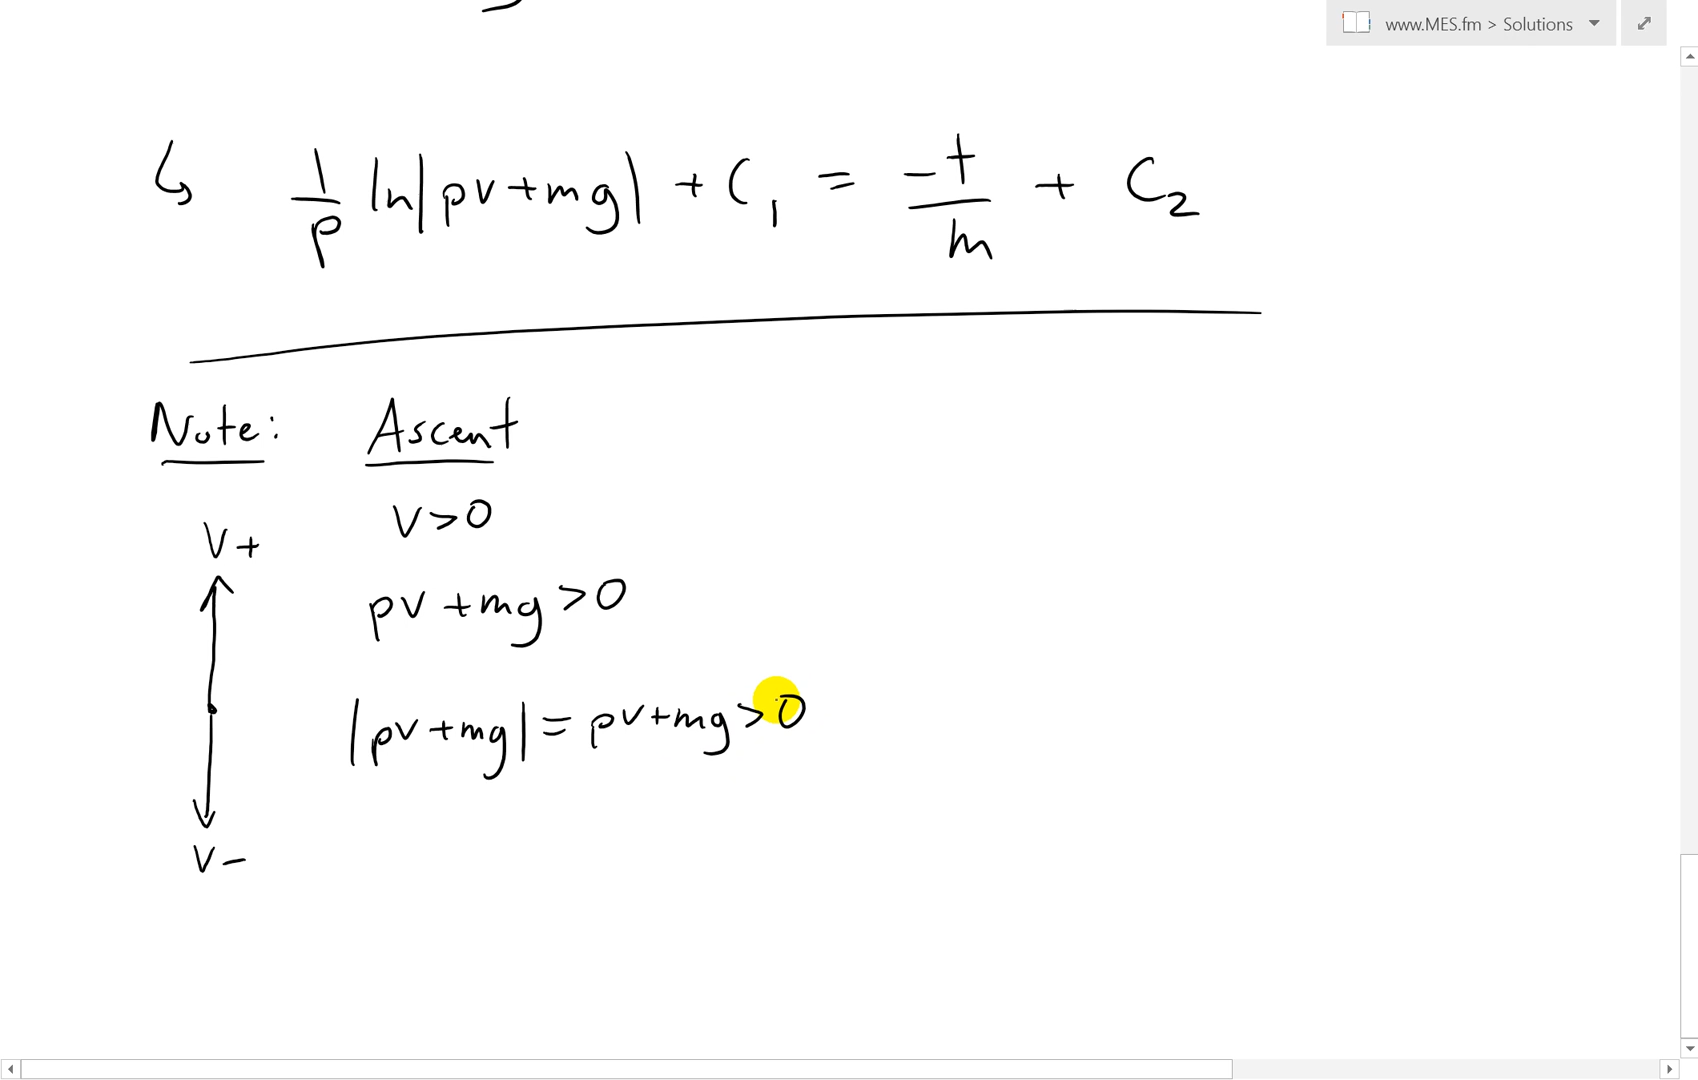 www.MES.fm > Solutions
↳ 1/p ln|pv+mg| + C₁ = -t/m + C₂
Note: Ascent
v>0
V+
pv+mg>0
|pv+mg| = pv+mg>0
V-